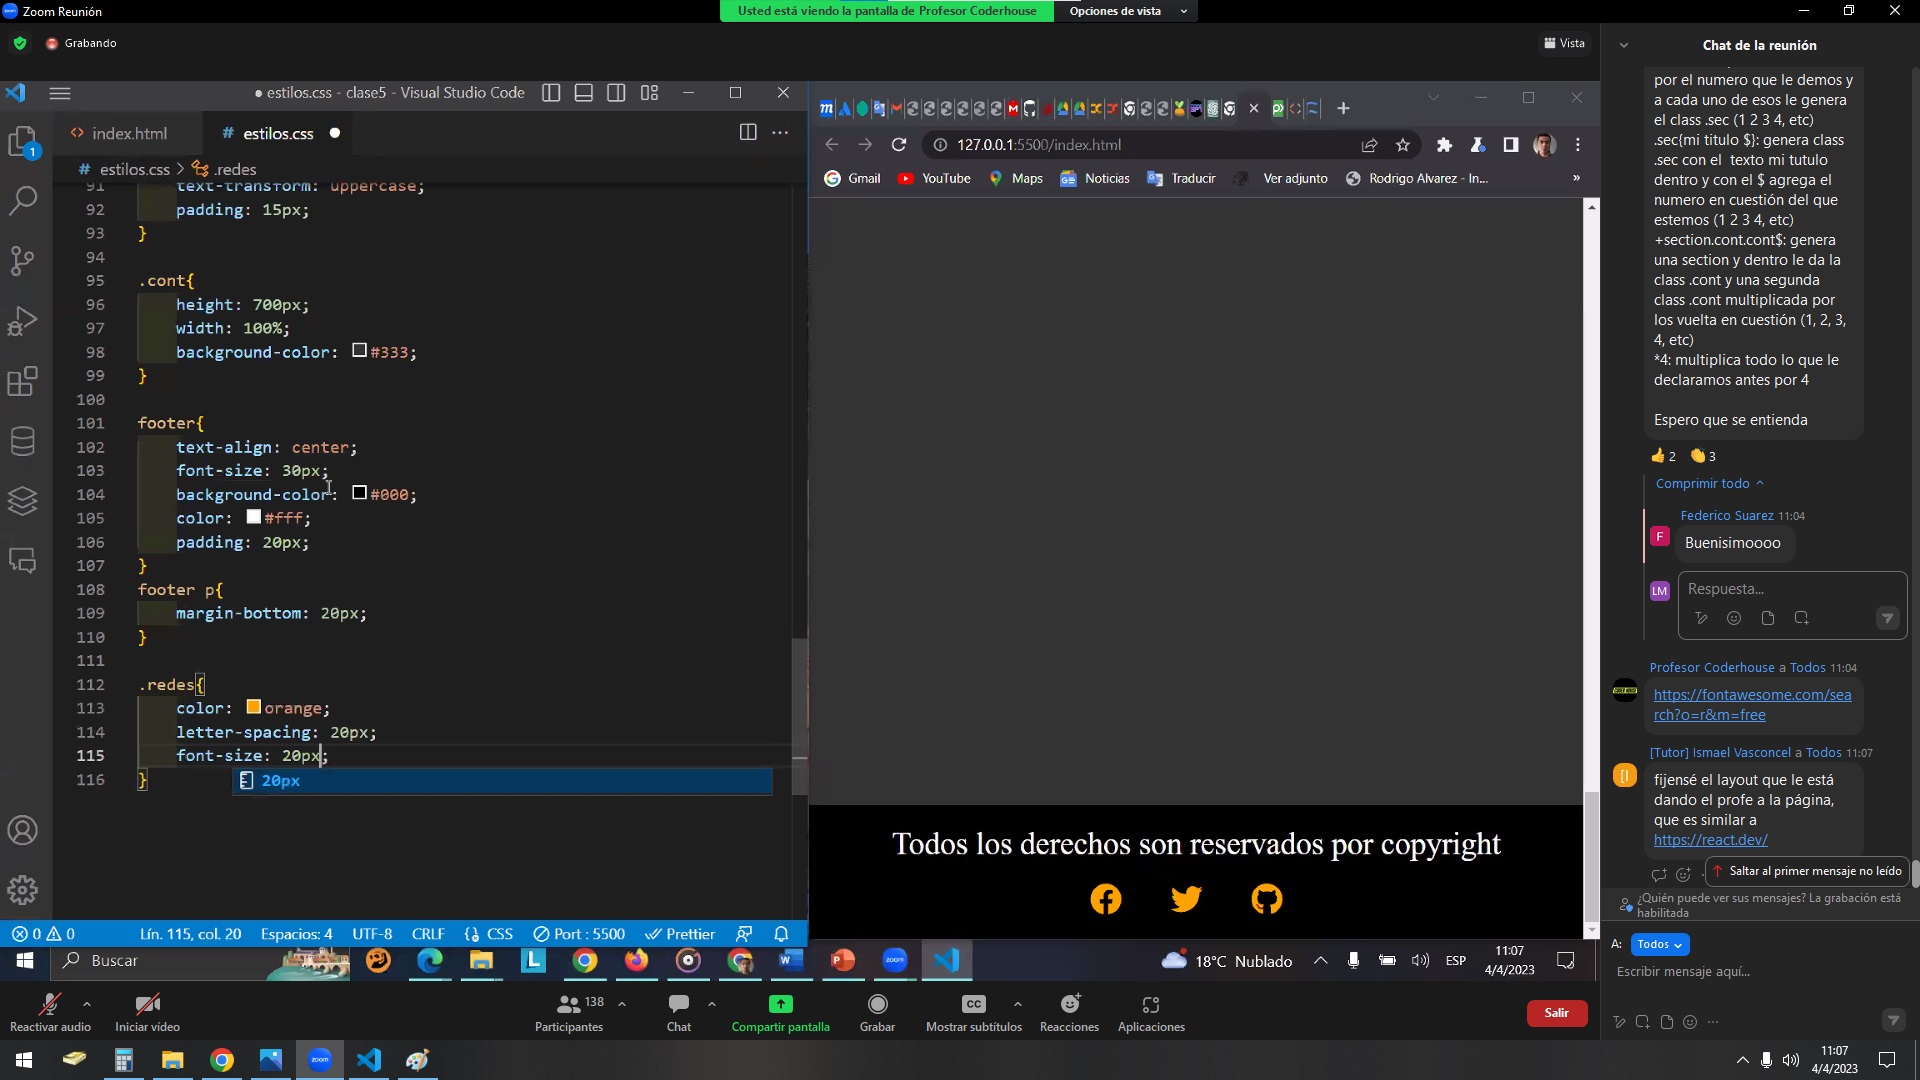 Zoom Reunión
Usted está viendo la pantalla de Profesor Coderhouse
Opciones de vista
Grabando
Vista
estilos.css - clase5 - Visual Studio Code
index.html
# estilos.css
# estilos.css > .redes
91 text-transform: uppercase;
92 padding: 15px;
93 }
94
95 .cont{
96 height: 700px;
97 width: 100%;
98 background-color: #333;
99 }
100
101 footer{
102 text-align: center;
103 font-size: 30px;
104 background-color: #000;
105 color: #fff;
106 padding: 20px;
107 }
108 footer p{
109 margin-bottom: 20px;
110 }
111
112 .redes{
113 color: orange;
114 letter-spacing: 20px;
115 font-size: 20px;
116 }
20px
1
0 0
Lín. 115, col. 20
Espacios: 4
UTF-8
CRLF
{} CSS
Port : 5500
Prettier
127.0.0.1:5500/index.html
Gmail
YouTube
Maps
Noticias
Traducir
Ver adjunto
Rodrigo Alvarez - In...
»
Todos los derechos son reservados por copyright
Buscar
18°C Nublado
ESP
11:07
4/4/2023
Reactivar audio
Iniciar vídeo
138
Participantes
Chat
Compartir pantalla
Grabar
CC
Mostrar subtítulos
Reacciones
Aplicaciones
Salir
Chat de la reunión
por el numero que le demos y
a cada uno de esos le genera
el class .sec (1 2 3 4, etc)
.sec{mi titulo $}: genera class
.sec con el texto mi tutulo
dentro y con el $ agrega el
numero en cuestión del que
estemos (1 2 3 4, etc)
+section.cont.cont$: genera
una section y dentro le da la
class .cont y una segunda
class .cont multiplicada por
los vuelta en cuestión (1, 2, 3,
4, etc)
*4: multiplica todo lo que le
declaramos antes por 4
Espero que se entienda
2
3
Comprimir todo
Federico Suarez 11:04
F
Buenisimoooo
LM
Respuesta...
Profesor Coderhouse a Todos 11:04
https://fontawesome.com/sea
rch?o=r&m=free
[Tutor] Ismael Vasconcel a Todos 11:07
[I
fijensé el layout que le está
dando el profe a la página,
que es similar a
https://react.dev/
Saltar al primer mensaje no leído
¿Quién puede ver sus mensajes? La grabación está
habilitada
A:
Todos
Escribir mensaje aquí...
zoom
11:07
4/4/2023